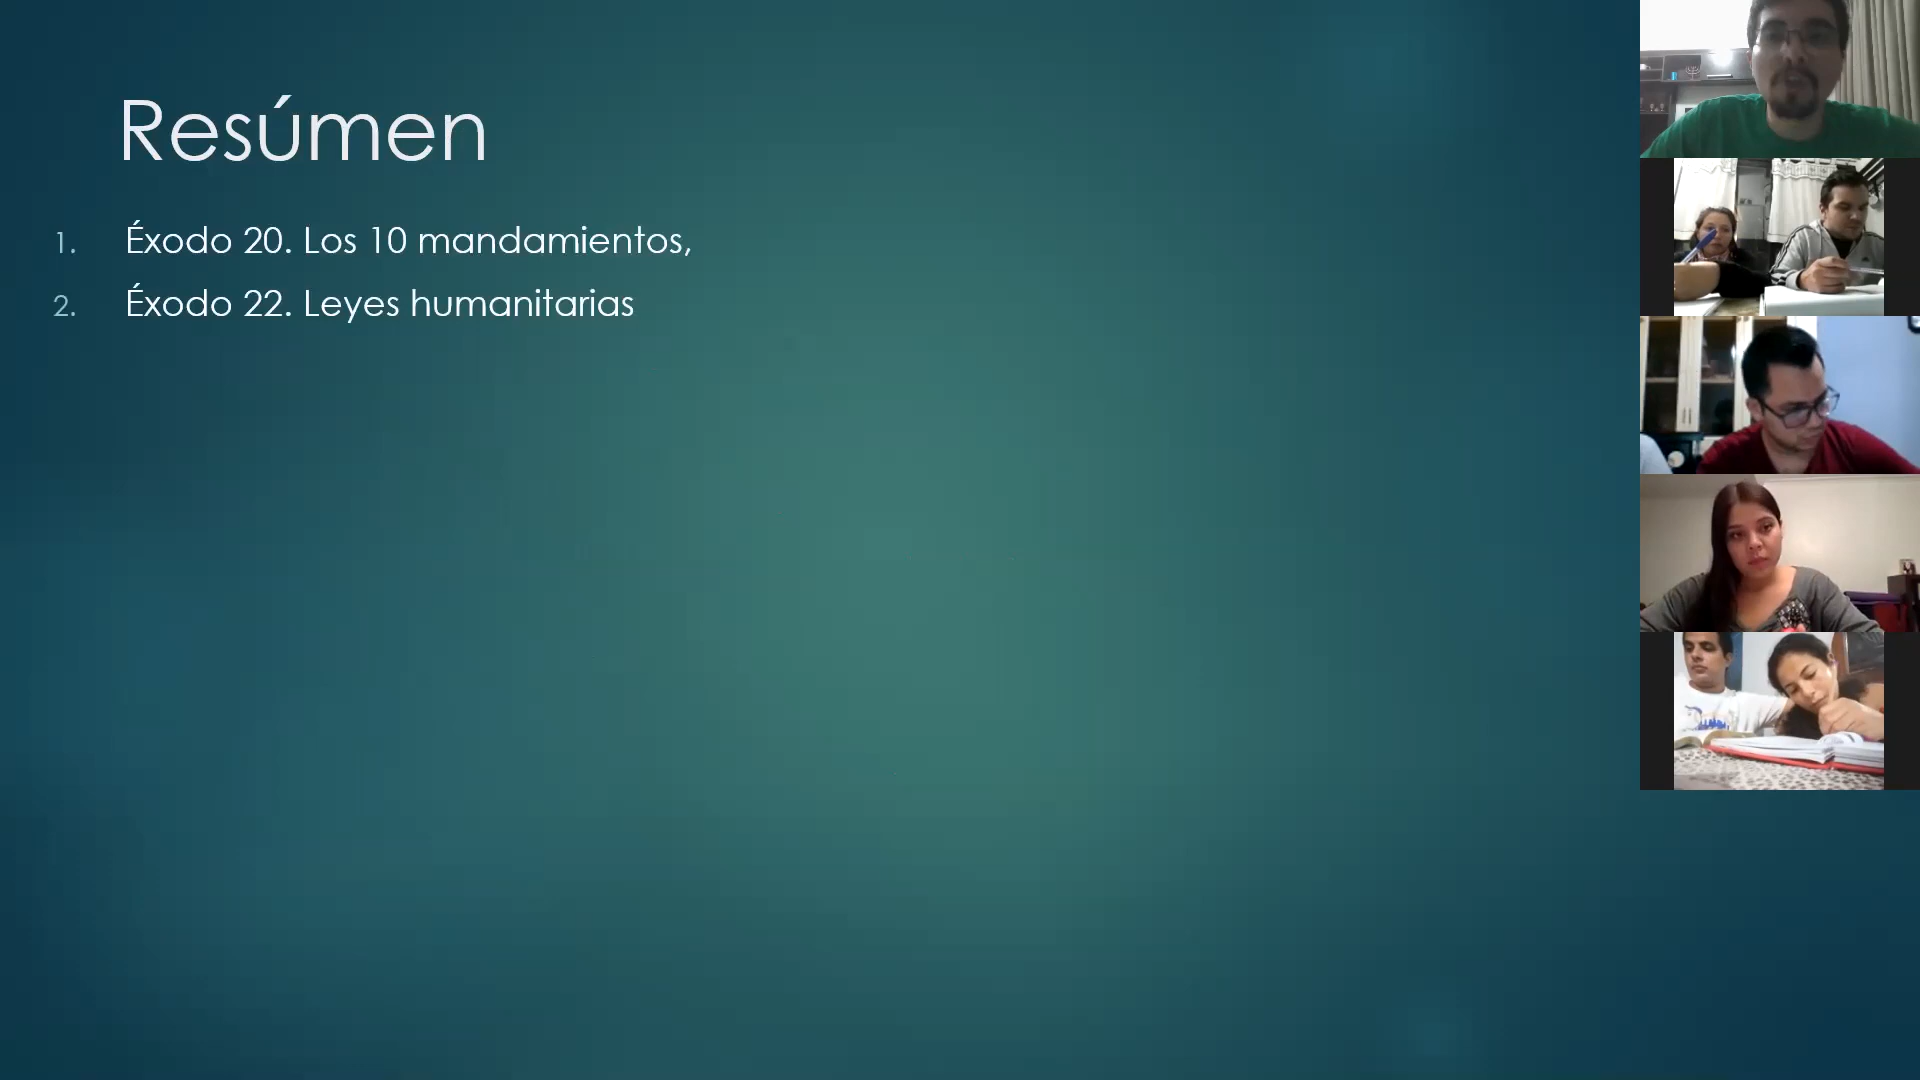 Resúmen
1. Éxodo 20. Los 10 mandamientos,
2. Éxodo 22. Leyes humanitarias